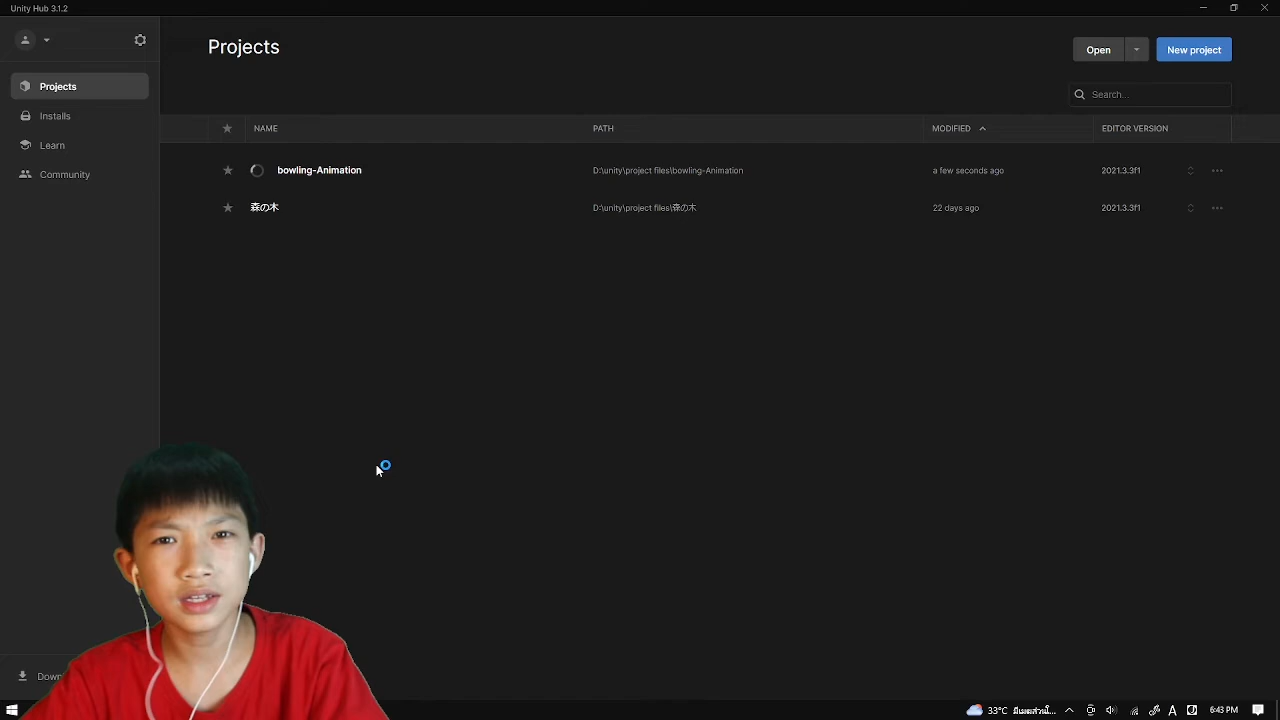 Unity Hub 3.1.2
Projects
Open
New project
Projects
Search...
Installs
NAME
PATH
MODIFIED
EDITOR VERSION
Learn
bowling-Animation
D:\unity\project files\bowling-Animation
a few seconds ago
2021.3.3f1
Community
森の木
D:\unity\project files\森の木
22 days ago
2021.3.3f1
33°C
A
6:43 PM